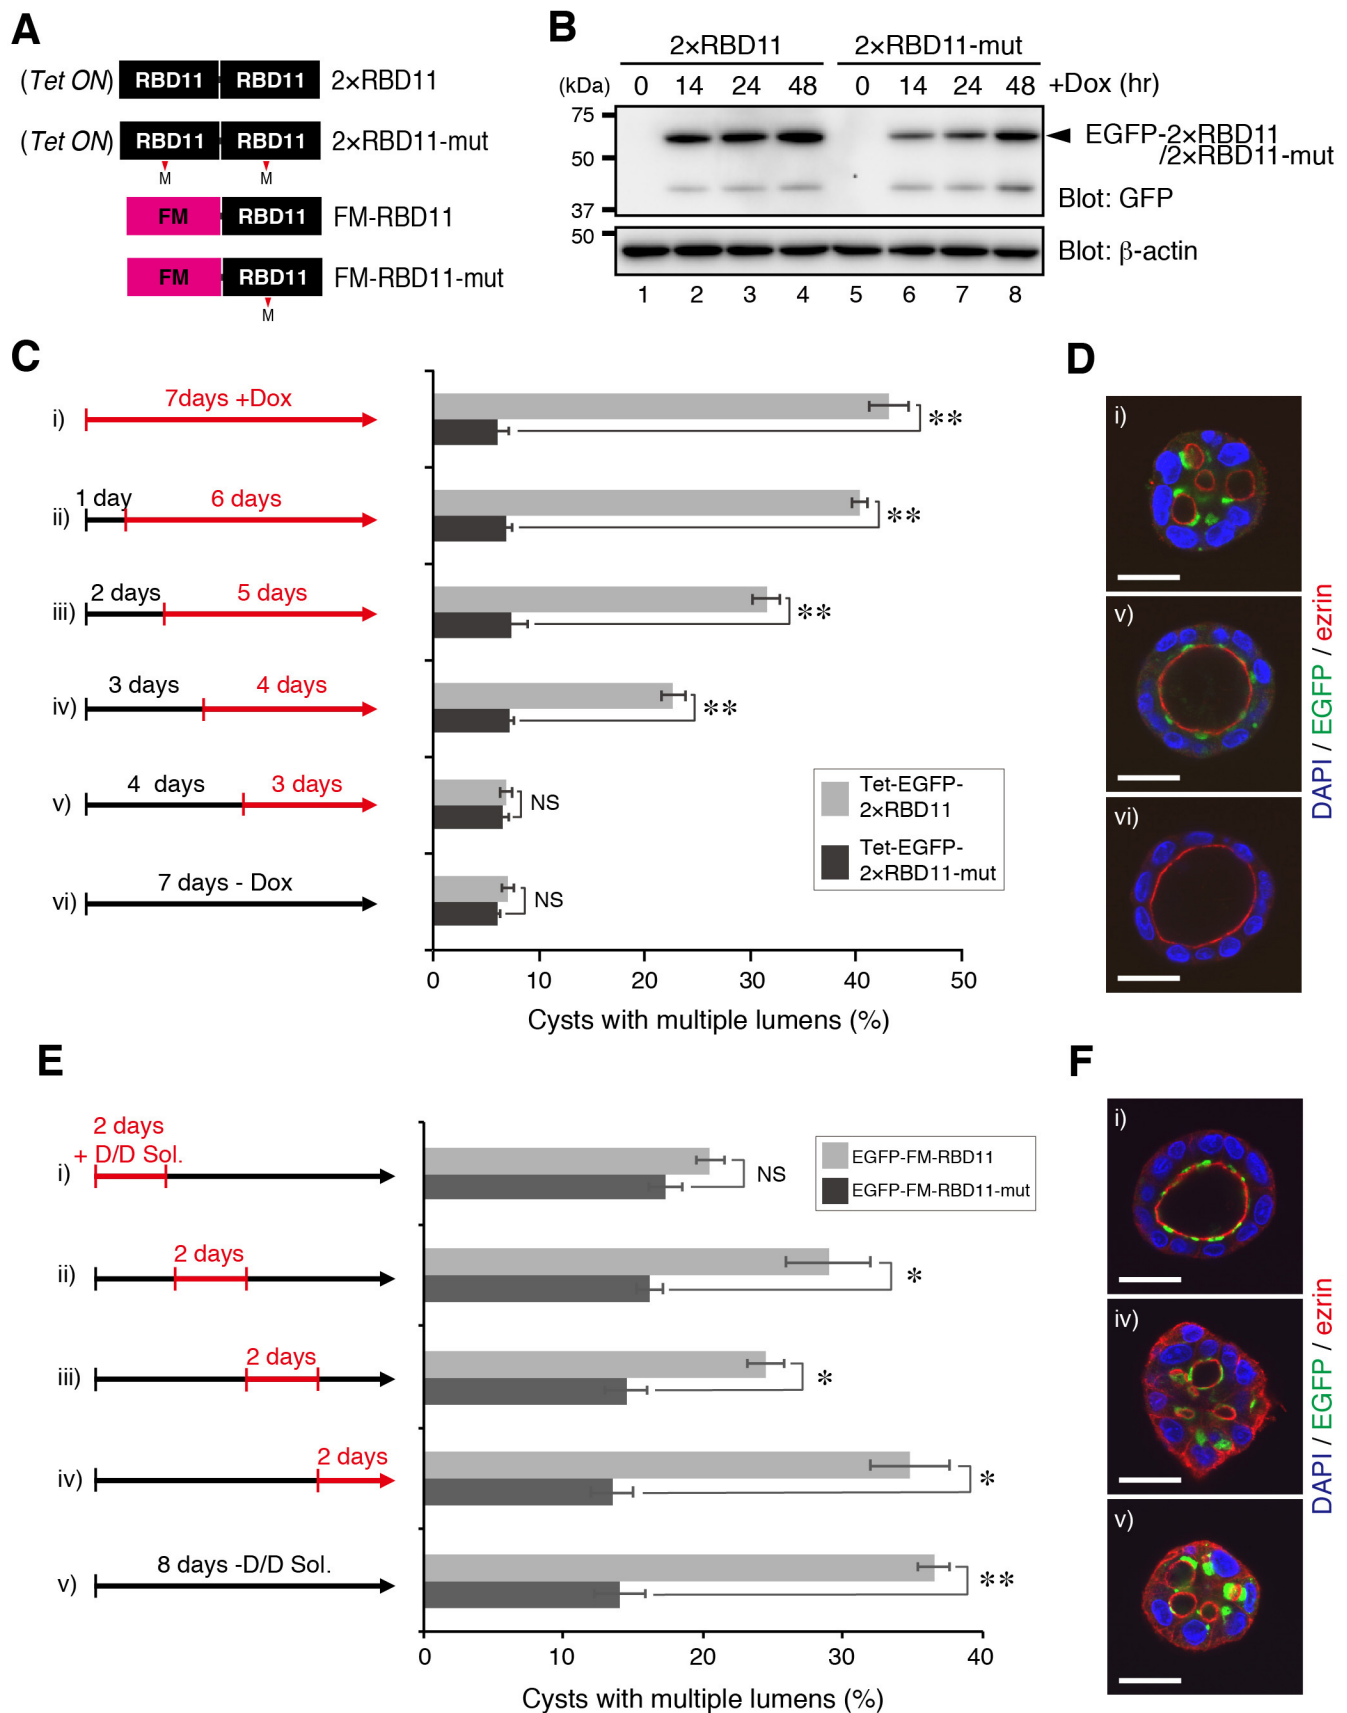 A
(Tet ON) RBD11 RBD11 2×RBD11
(Tet ON) RBD11 RBD11 2×RBD11-mut
M M
FM RBD11 FM-RBD11
FM RBD11 FM-RBD11-mut
M
B
2×RBD11 2×RBD11-mut
(kDa) 0 14 24 48 0 14 24 48 +Dox (hr)
75
50
37
EGFP-2×RBD11
/2×RBD11-mut
Blot: GFP
50
Blot: β-actin
1 2 3 4 5 6 7 8
C
i) 7days +Dox
**
ii) 1 day 6 days
**
iii) 2 days 5 days
**
iv) 3 days 4 days
**
v) 4 days 3 days
NS
vi) 7 days - Dox
NS
Tet-EGFP-
2×RBD11
Tet-EGFP-
2×RBD11-mut
0 10 20 30 40 50
Cysts with multiple lumens (%)
D
i)
v)
vi)
DAPI / EGFP / ezrin
E
2 days
+ D/D Sol.
i)
NS
EGFP-FM-RBD11
EGFP-FM-RBD11-mut
ii) 2 days
*
iii) 2 days
*
iv) 2 days
*
v) 8 days -D/D Sol.
**
0 10 20 30 40
Cysts with multiple lumens (%)
F
i)
iv)
v)
DAPI / EGFP / ezrin